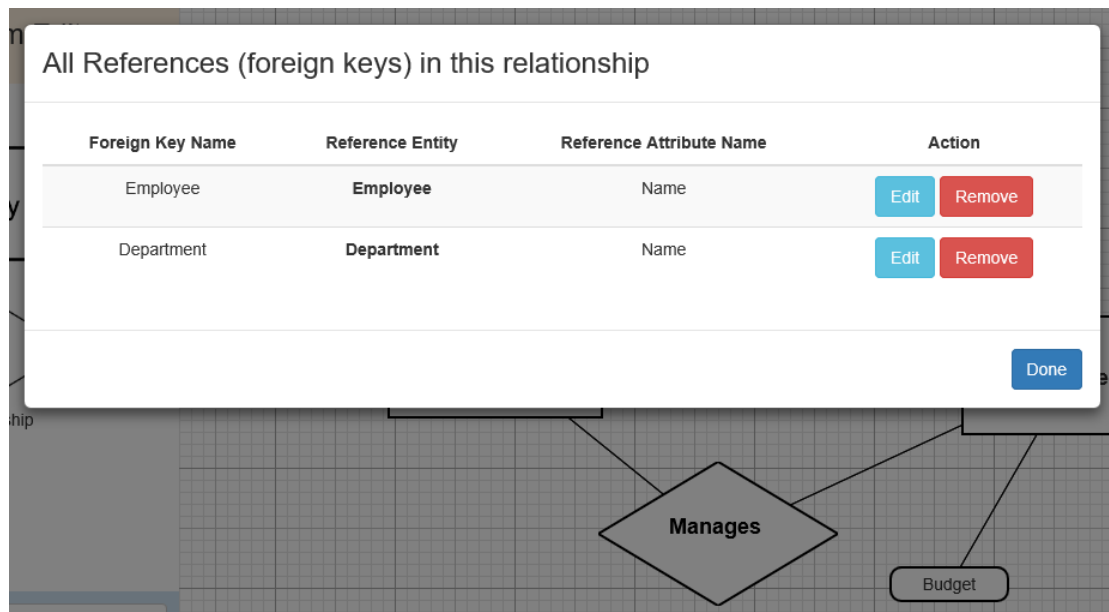 All References (foreign keys) in this relationship
Foreign Key Name Reference Entity Reference Attribute Name Action
Employee Employee Name Edit Remove
Department Department Name Edit Remove
Done
Manages
Budget